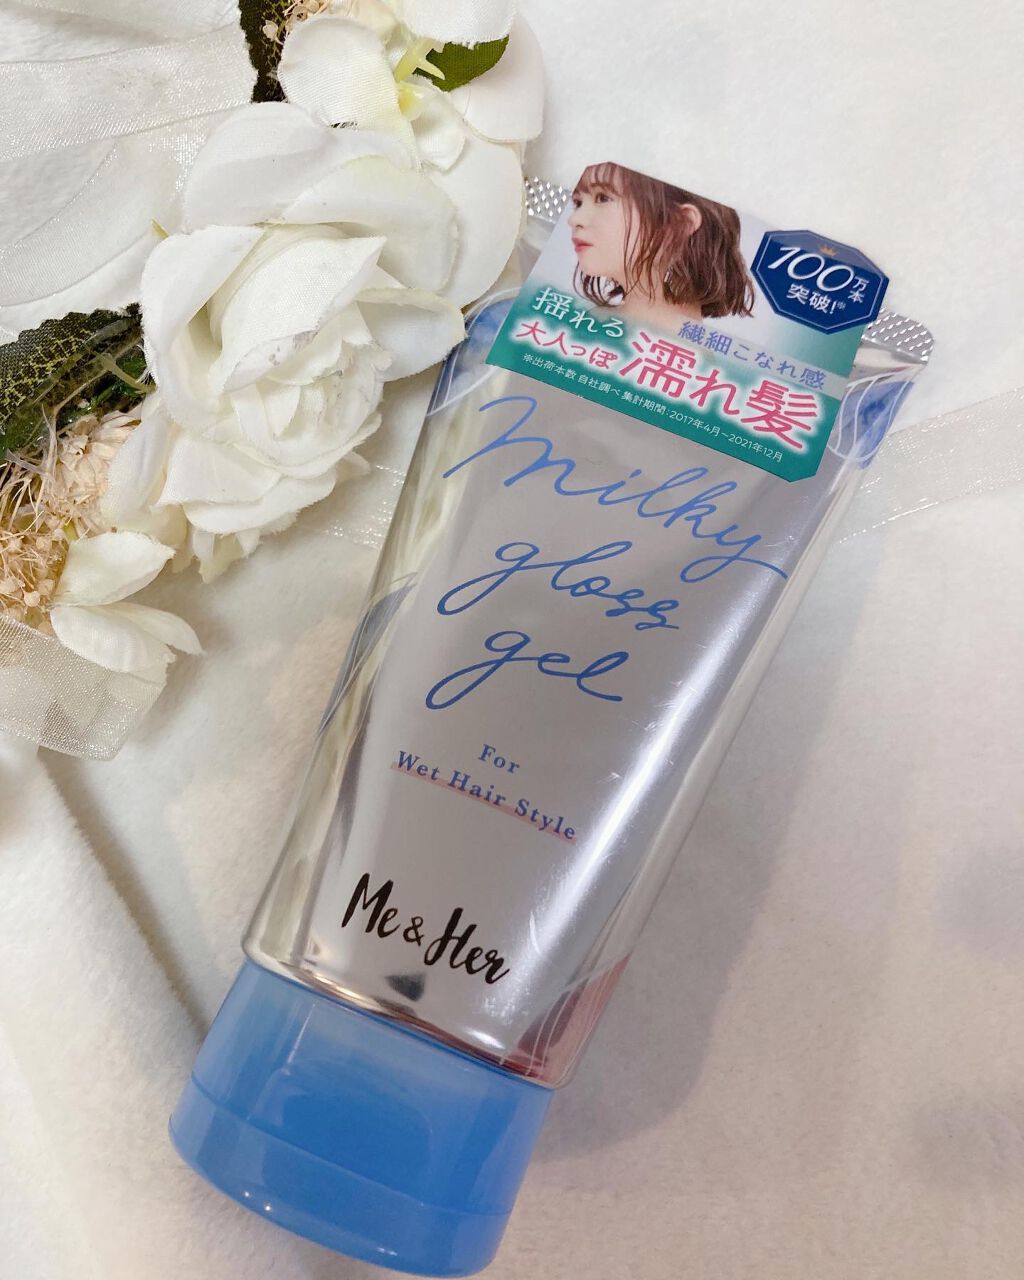 100万本
突破!※
繊細こなれ感
揺れる
大人っぽ濡れ髪
※出荷本数 自社調べ 集計期間:2017年4月~2021年12月
milky
gloss
gel
For
Wet Hair Style
Me & Her